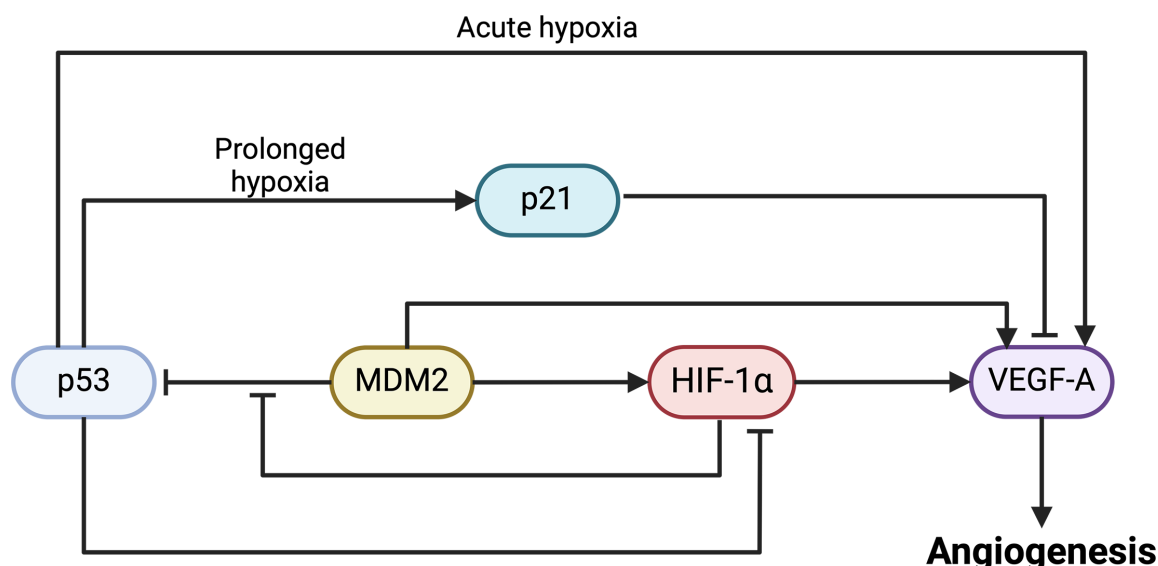 Acute hypoxia
Prolonged
hypoxia
p21
p53
MDM2
HIF-1α
VEGF-A
Angiogenesis